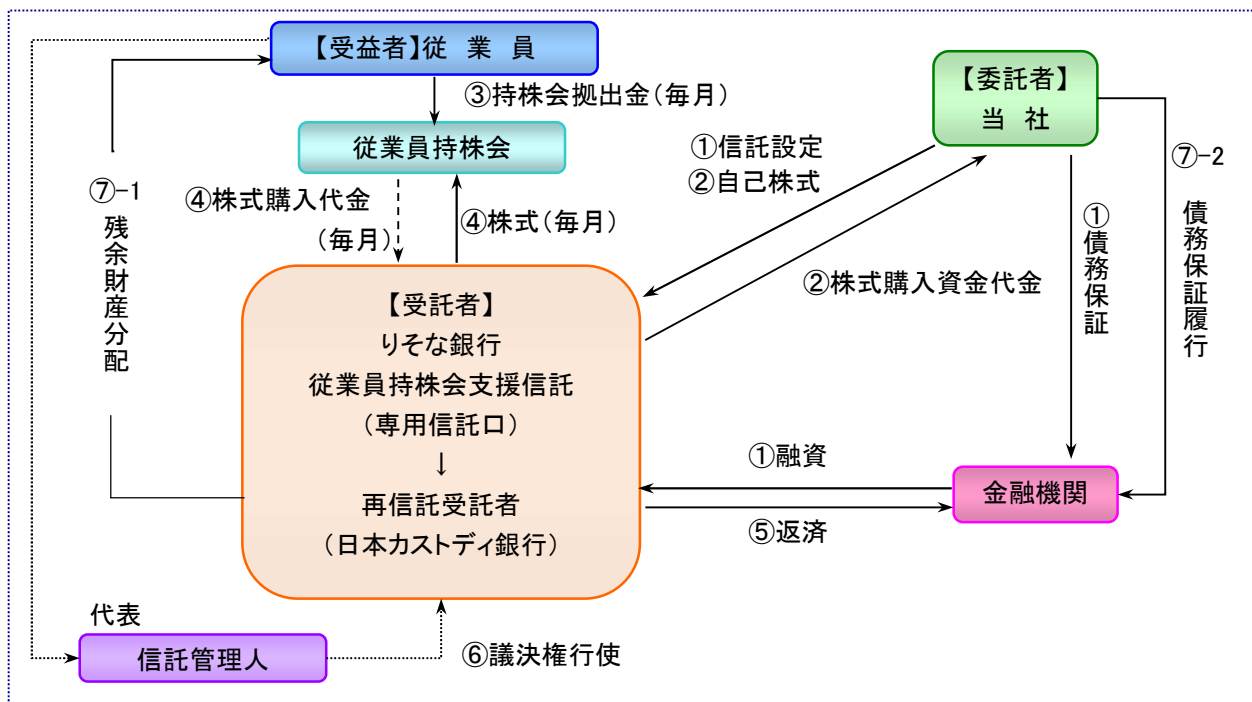 【受益者】従 業 員
③持株会拠出金（毎月）
従業員持株会
④株式購入代金
（毎月）
④株式（毎月）
【委託者】
当 社
①信託設定
②自己株式
②株式購入資金代金
①債務保証
⑦-2
債務保証履行
⑦-1
残余財産分配
【受託者】
りそな銀行
従業員持株会支援信託
（専用信託口）
↓
再信託受託者
（日本カストディ銀行）
①融資
⑤返済
金融機関
代表
信託管理人
⑥議決権行使